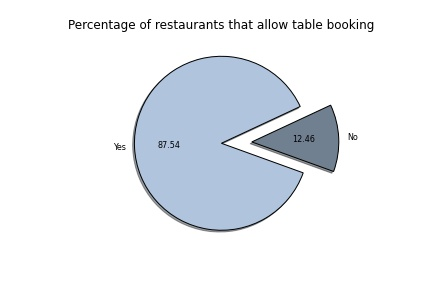 Percentage of restaurants that allow table booking
No
12.46
Yes
87.54